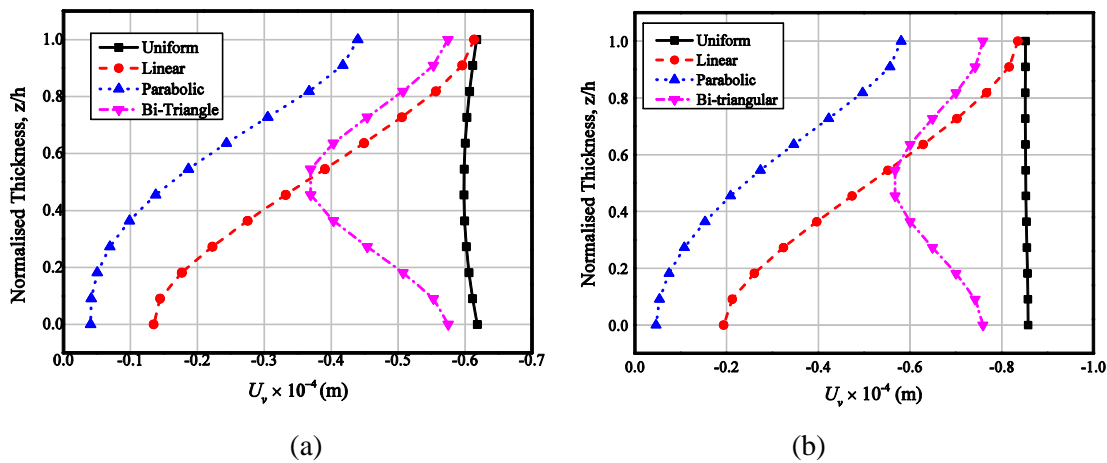 1.0
0.8
0.6
0.4
0.2
0.0
Normalised Thickness, z/h
Uniform
Linear
Parabolic
Bi-Triangle
0.0 -0.1 -0.2 -0.3 -0.4 -0.5 -0.6 -0.7
Uv × 10⁻⁴ (m)
(a)
1.0
0.8
0.6
0.4
0.2
0.0
Normalised Thickness, z/h
Uniform
Linear
Parabolic
Bi-triangular
0.0 -0.2 -0.4 -0.6 -0.8 -1.0
Uv × 10⁻⁴ (m)
(b)